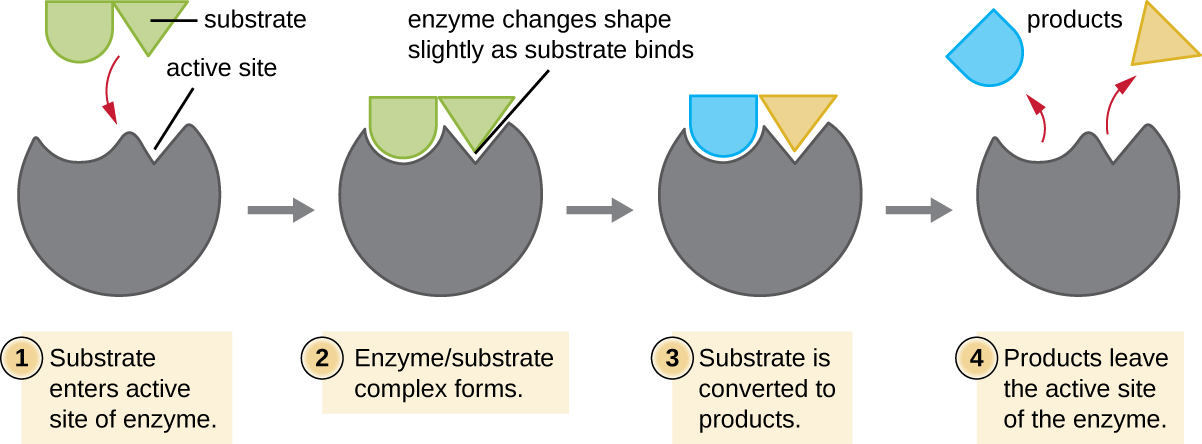 substrate
active site
enzyme changes shape
slightly as substrate binds
products
1 Substrate
enters active
site of enzyme.
2 Enzyme/substrate
complex forms.
3 Substrate is
converted to
products.
4 Products leave
the active site
of the enzyme.